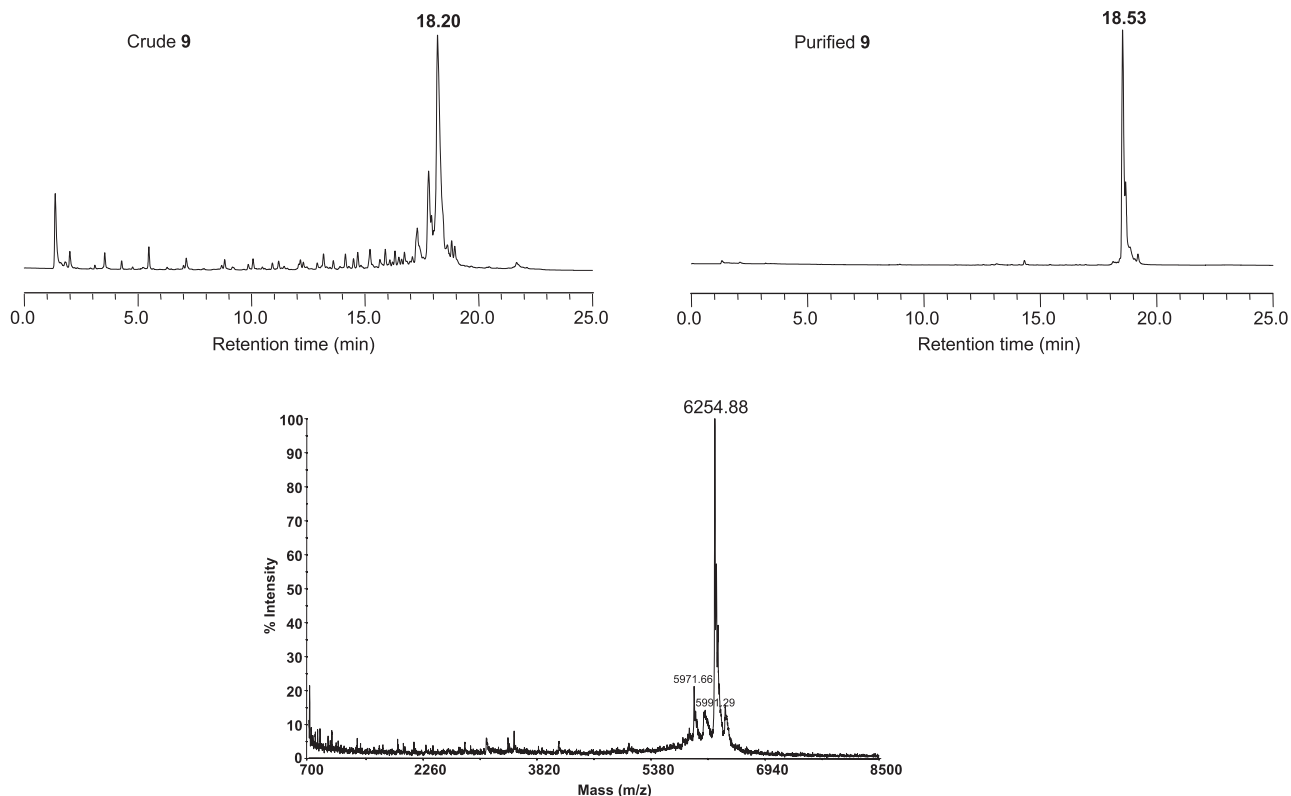 Crude 9
18.20
0.0 5.0 10.0 15.0 20.0 25.0
Retention time (min)
Purified 9
18.53
0.0 5.0 10.0 15.0 20.0 25.0
Retention time (min)
6254.88
5971.66
5991.29
100
90
80
70
60
50
40
30
20
10
0
% Intensity
700 2260 3820 5380 6940 8500
Mass (m/z)